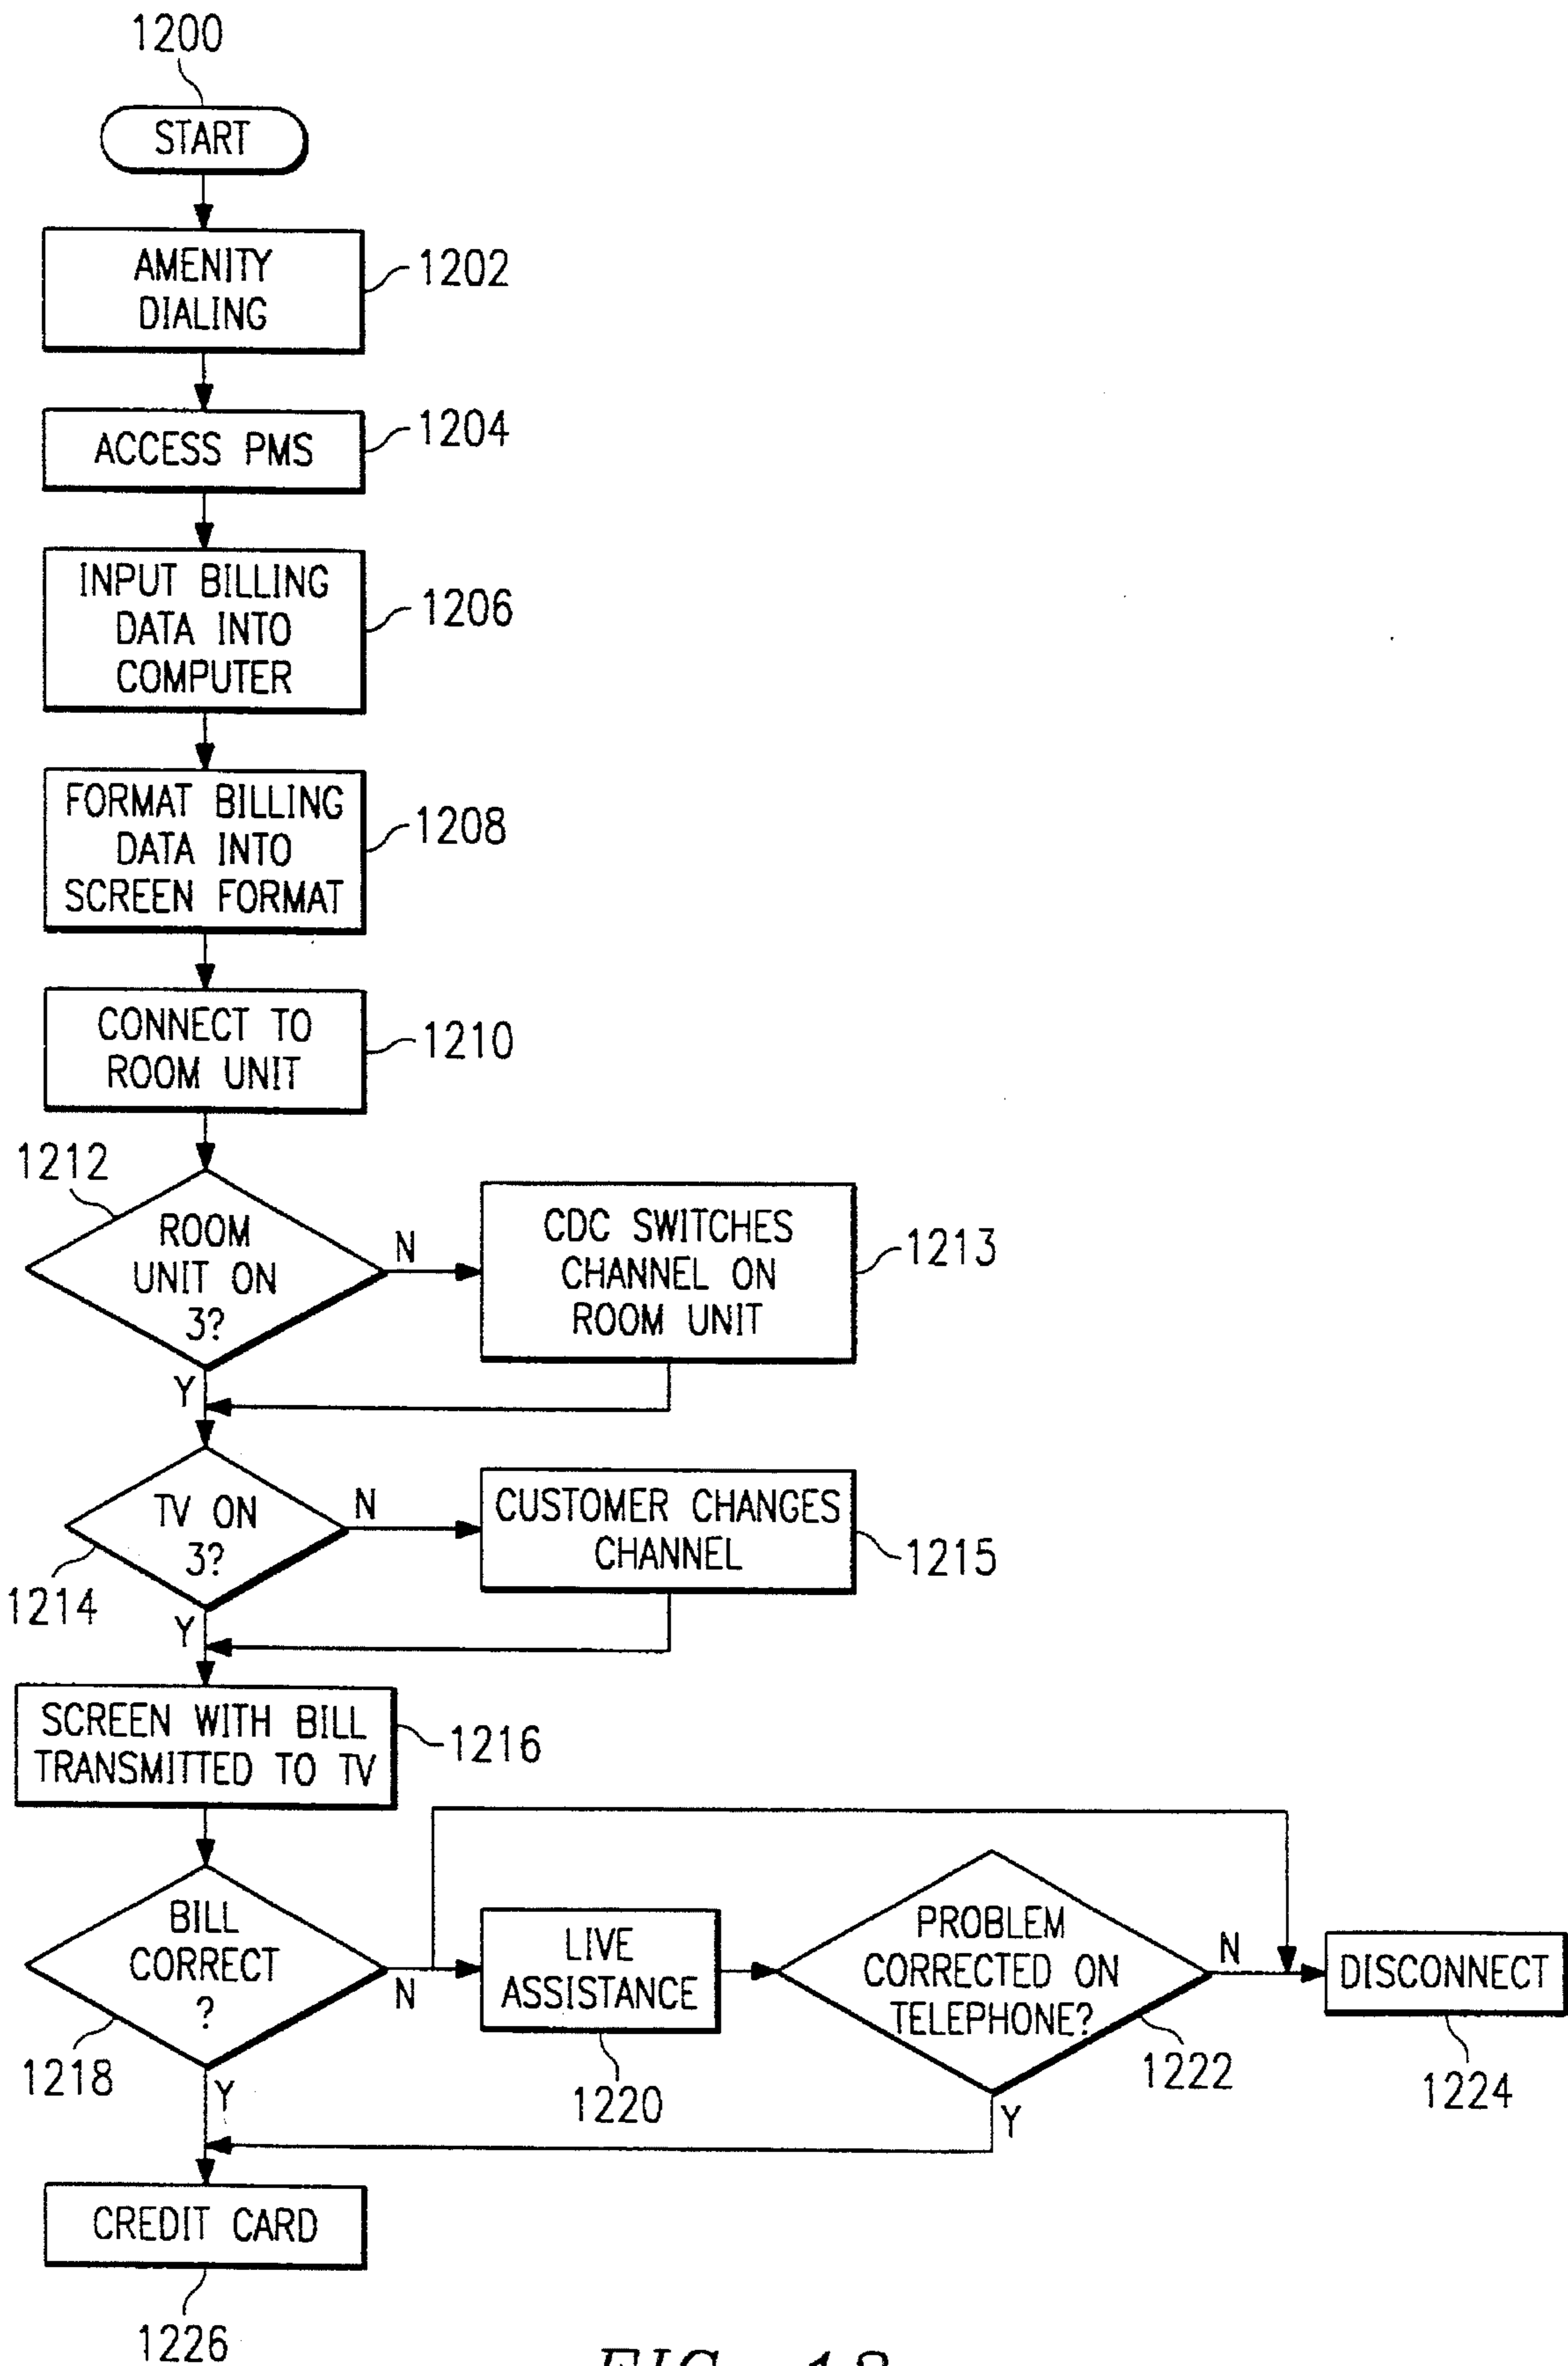 1200
START
AMENITY
DIALING
1202
ACCESS PMS
1204
INPUT BILLING
DATA INTO
COMPUTER
1206
FORMAT BILLING
DATA INTO
SCREEN FORMAT
1208
CONNECT TO
ROOM UNIT
1210
1212
ROOM
UNIT ON
3?
N
CDC SWITCHES
CHANNEL ON
ROOM UNIT
1213
Y
TV ON
3?
N
CUSTOMER CHANGES
CHANNEL
1215
1214
Y
SCREEN WITH BILL
TRANSMITTED TO TV
1216
BILL
CORRECT
?
N
LIVE
ASSISTANCE
PROBLEM
CORRECTED ON
TELEPHONE?
N
DISCONNECT
1218
Y
1220
1222
Y
1224
CREDIT CARD
1226